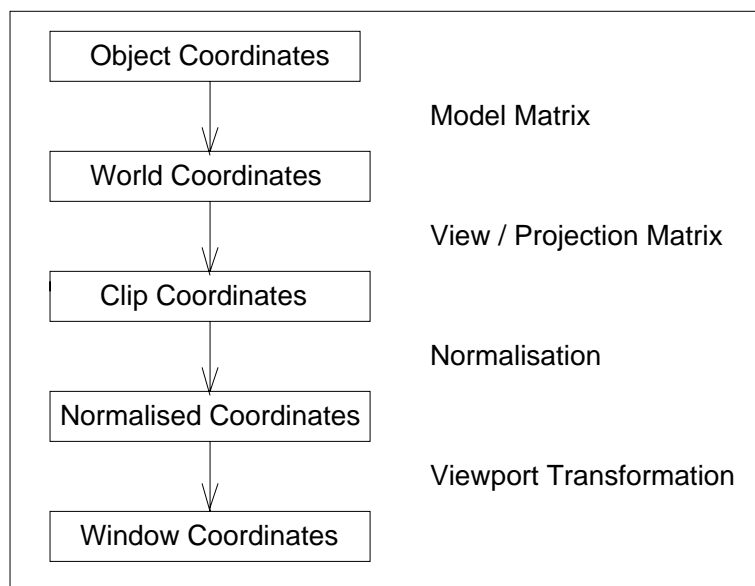 Object Coordinates
Model Matrix
World Coordinates
View / Projection Matrix
Clip Coordinates
Normalisation
Normalised Coordinates
Viewport Transformation
Window Coordinates